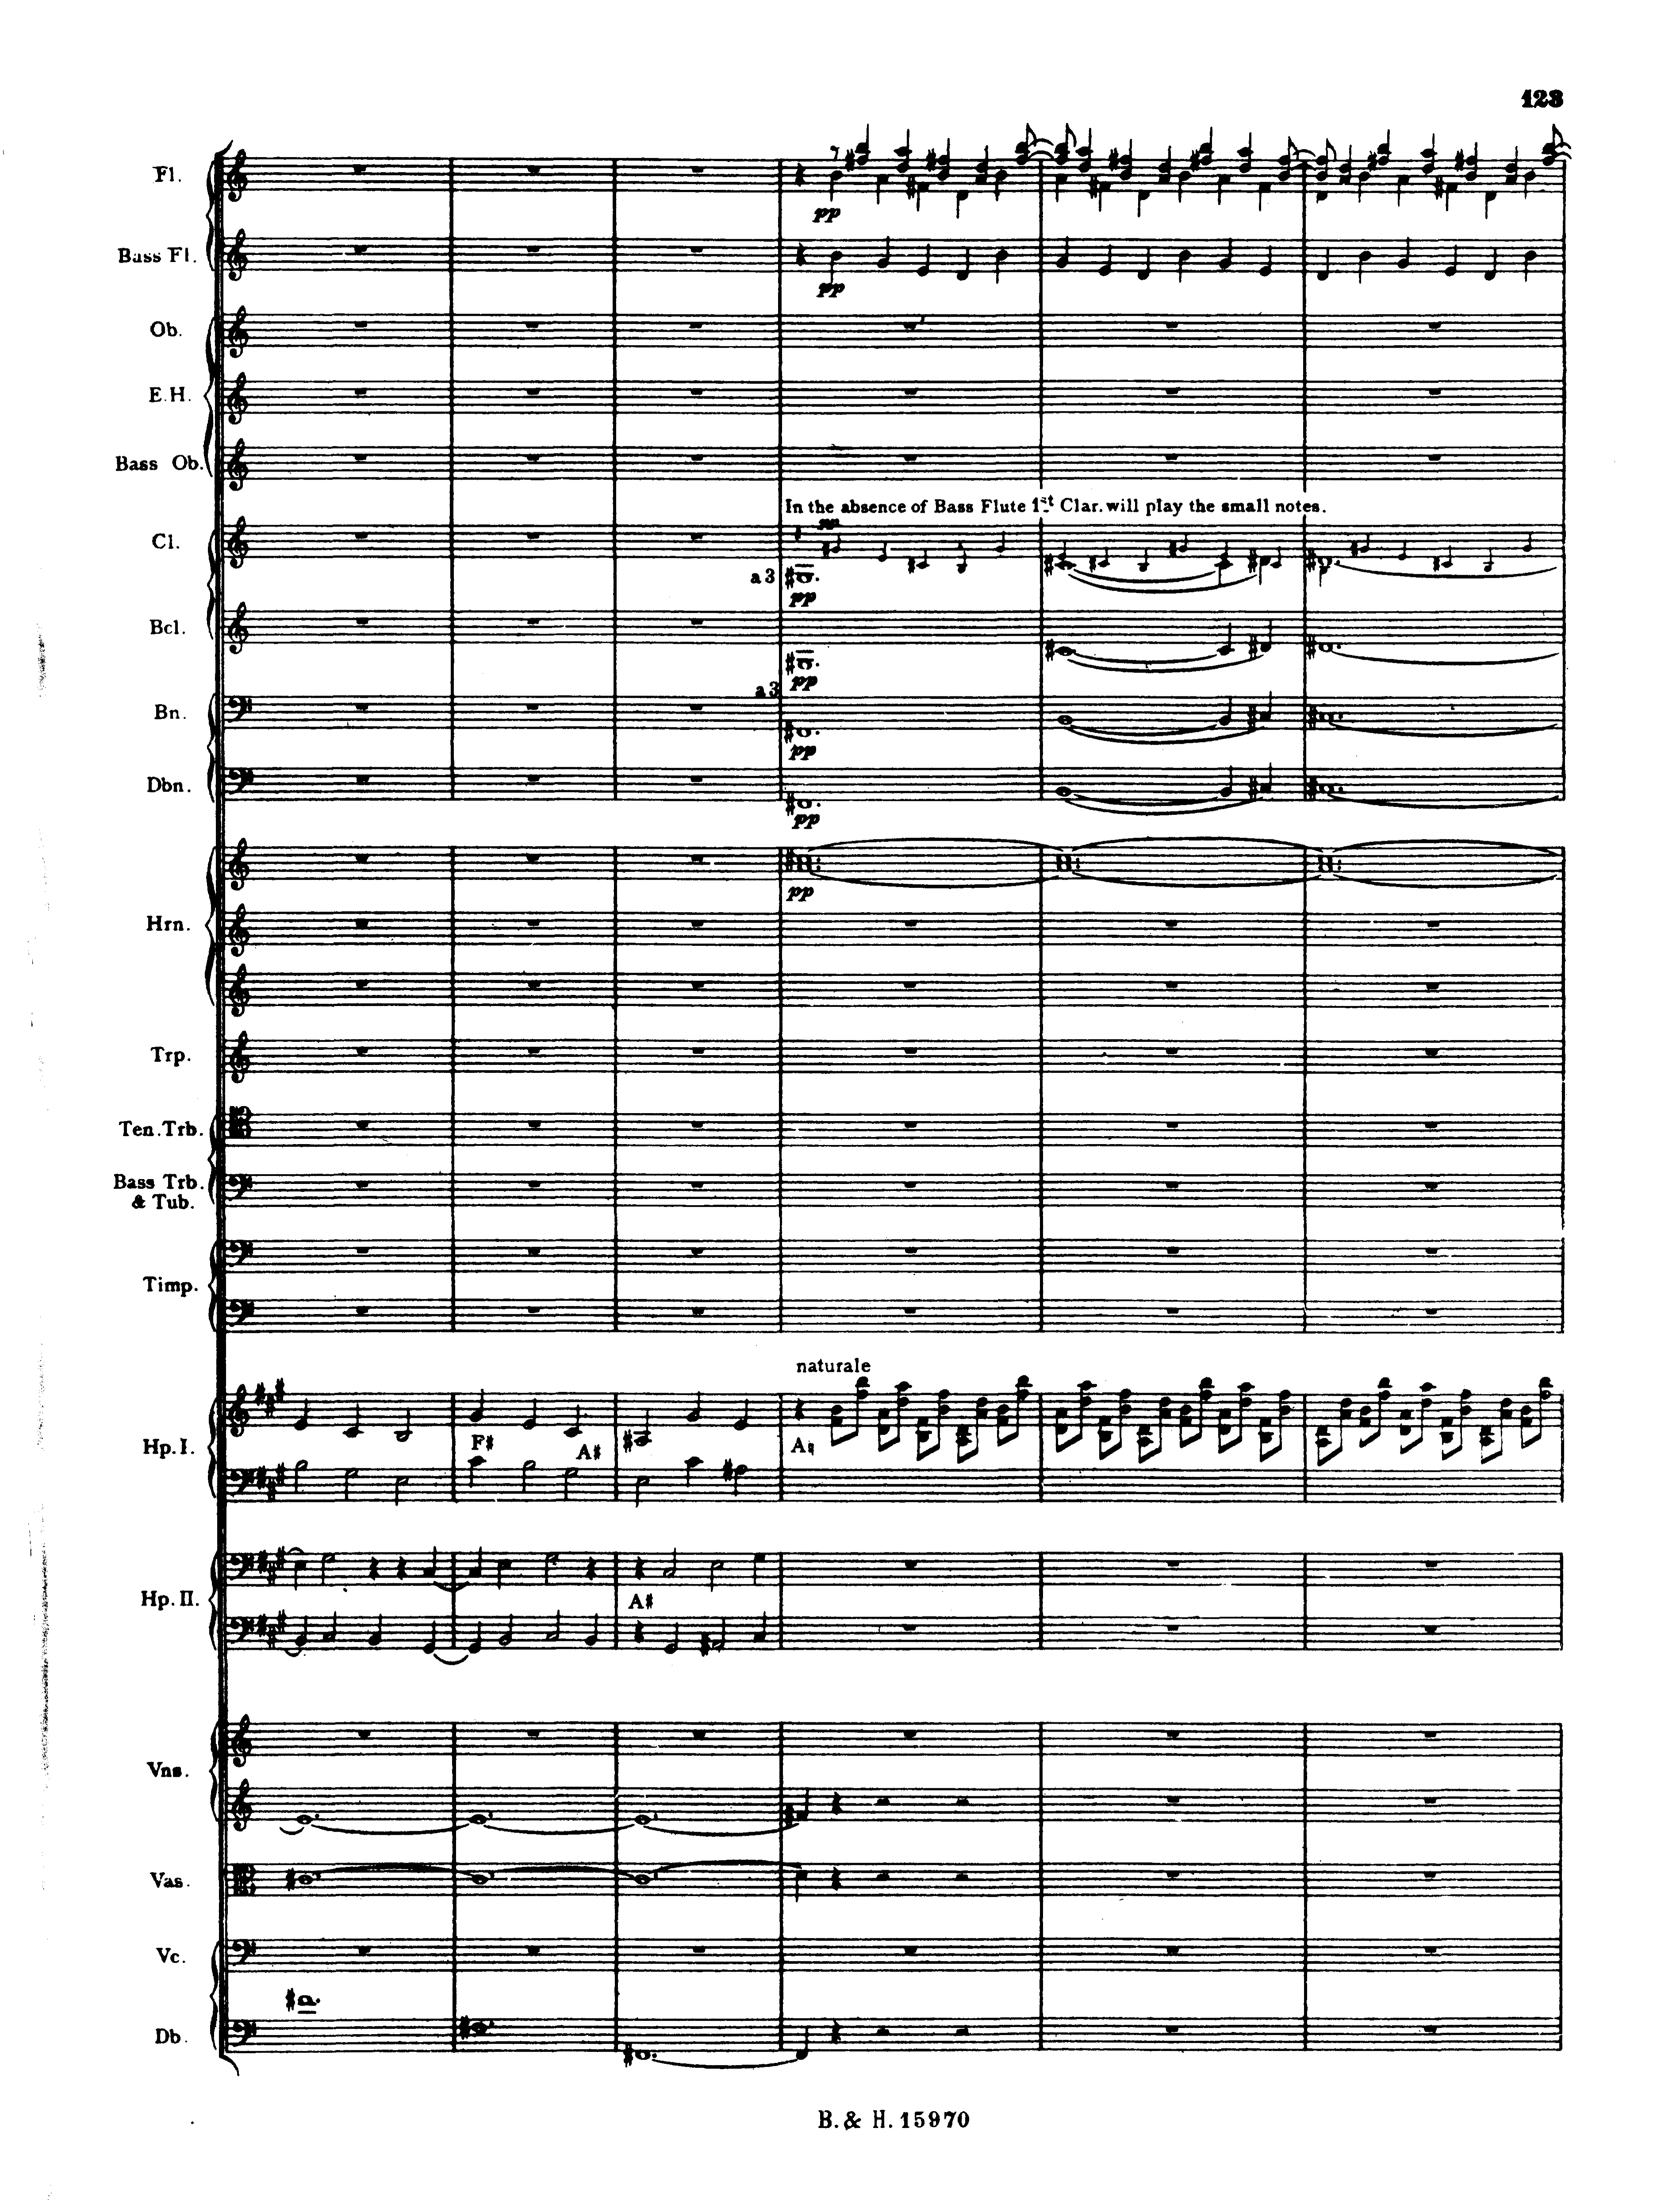 123
Fl.
pp
Bass Fl.
pp
Ob.
E.H.
Bass Ob.
In the absence of Bass Flute 1st Clar. will play the small notes.
pp
Cl.
a 3
pp
Bcl.
pp
a 3
Bn.
pp
Dbn.
pp
pp
Hrn.
Trp.
Ten. Trb.
Bass Trb.
& Tub.
Timp.
naturale
Hp. I.
F♯
A♯
A♮
Hp. II.
A♯
Vns.
Vas.
Vc.
Db.
B. & H. 15970